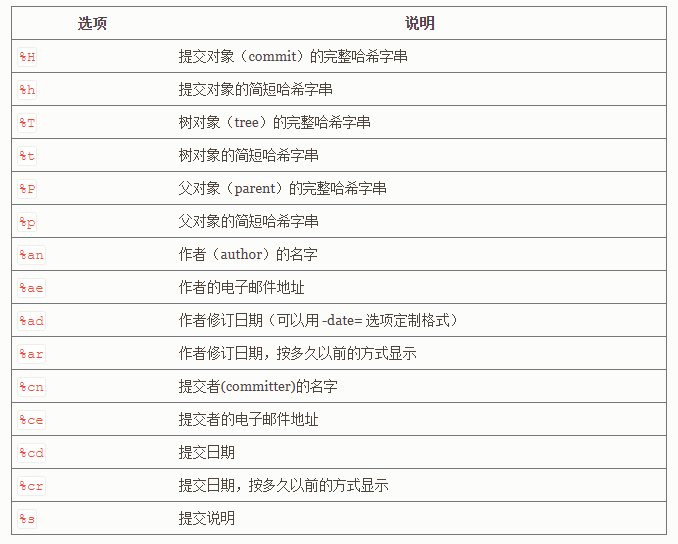 选项 说明
%H 提交对象（commit）的完整哈希字串
%h 提交对象的简短哈希字串
%T 树对象（tree）的完整哈希字串
%t 树对象的简短哈希字串
%P 父对象（parent）的完整哈希字串
%p 父对象的简短哈希字串
%an 作者（author）的名字
%ae 作者的电子邮件地址
%ad 作者修订日期（可以用 -date= 选项定制格式）
%ar 作者修订日期，按多久以前的方式显示
%cn 提交者(committer)的名字
%ce 提交者的电子邮件地址
%cd 提交日期
%cr 提交日期，按多久以前的方式显示
%s 提交说明